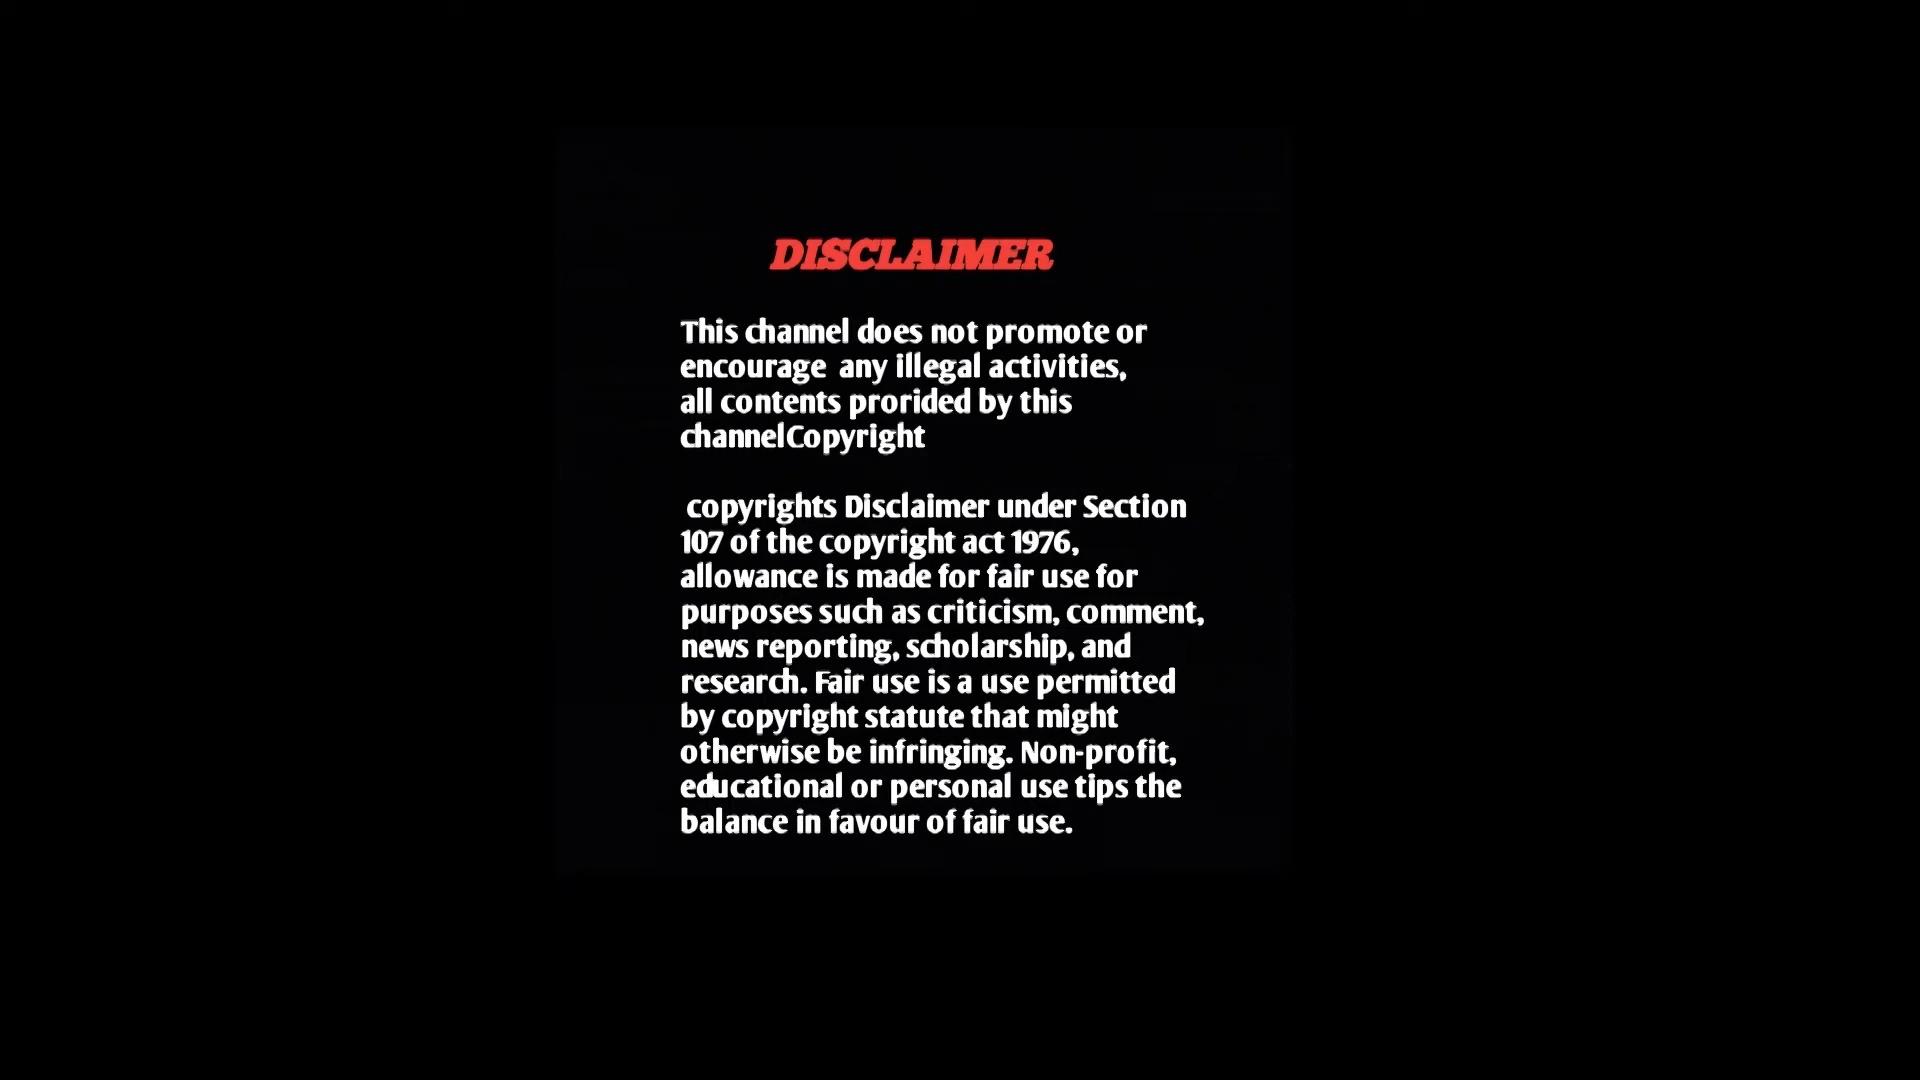 DISCLAIMER
This channel does not promote or
encourage any illegal activities,
all contents prorided by this
channelCopyright
copyrights Disclaimer under Section
107 of the copyright act 1976,
allowance is made for fair use for
purposes such as criticism, comment,
news reporting, scholarship, and
research. Fair use is a use permitted
by copyright statute that might
otherwise be infringing. Non-profit,
educational or personal use tips the
balance in favour of fair use.